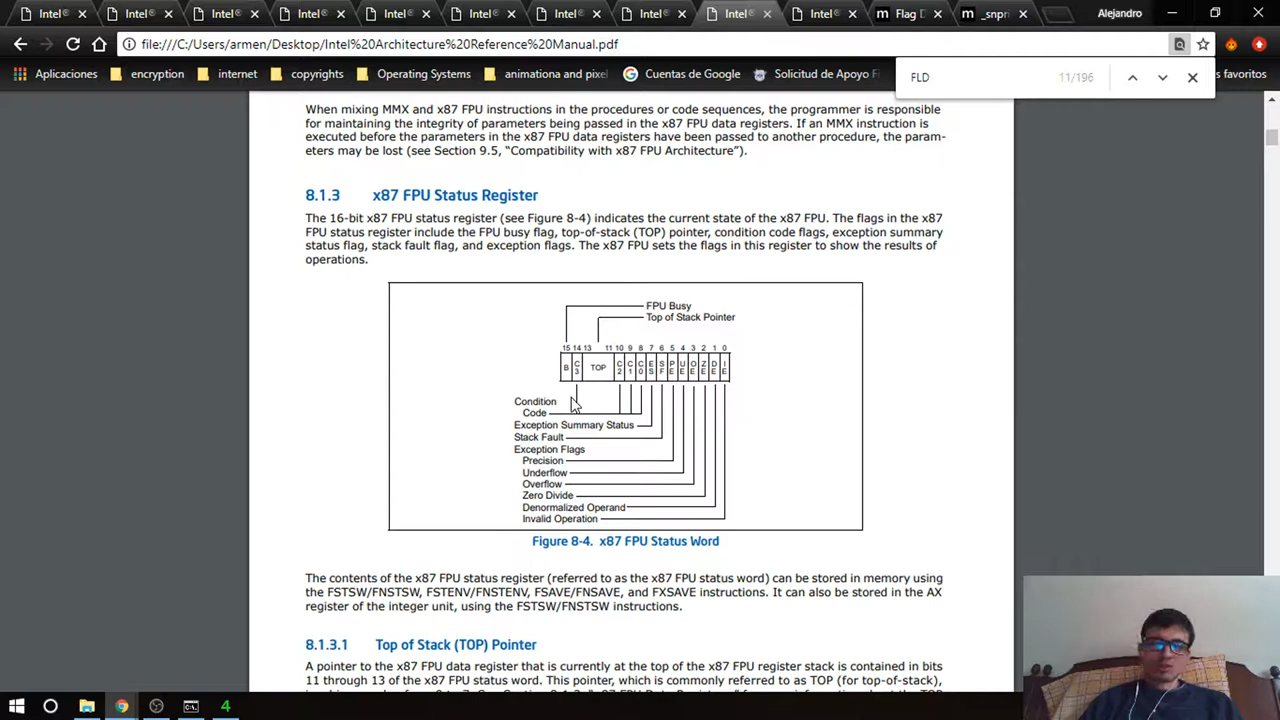 Intel®
Intel®
Intel®
Intel®
Intel®
Intel®
Intel®
Intel®
Intel®
Intel®
Flag D
_snpri
Alejandro
file:///C:/Users/armen/Desktop/Intel%20Architecture%20Reference%20Manual.pdf
Aplicaciones
encryption
internet
copyrights
Operating Systems
animationa and pixel
Cuentas de Google
Solicitud de Apoyo Fi
os favoritos
FLD
11/196
When mixing MMX and x87 FPU instructions in the procedures or code sequences, the programmer is responsible
for maintaining the integrity of parameters being passed in the x87 FPU data registers. If an MMX instruction is
executed before the parameters in the x87 FPU data registers have been passed to another procedure, the param-
eters may be lost (see Section 9.5, “Compatibility with x87 FPU Architecture”).
8.1.3 x87 FPU Status Register
The 16-bit x87 FPU status register (see Figure 8-4) indicates the current state of the x87 FPU. The flags in the x87
FPU status register include the FPU busy flag, top-of-stack (TOP) pointer, condition code flags, exception summary
status flag, stack fault flag, and exception flags. The x87 FPU sets the flags in this register to show the results of
operations.
FPU Busy
Top of Stack Pointer
15 14 13 11 10 9 8 7 6 5 4 3 2 1 0
B C3 TOP C2 C1 C0 ES SF PE UE OE ZE DE IE
Condition
Code
Exception Summary Status
Stack Fault
Exception Flags
Precision
Underflow
Overflow
Zero Divide
Denormalized Operand
Invalid Operation
Figure 8-4. x87 FPU Status Word
The contents of the x87 FPU status register (referred to as the x87 FPU status word) can be stored in memory using
the FSTSW/FNSTSW, FSTENV/FNSTENV, FSAVE/FNSAVE, and FXSAVE instructions. It can also be stored in the AX
register of the integer unit, using the FSTSW/FNSTSW instructions.
8.1.3.1 Top of Stack (TOP) Pointer
A pointer to the x87 FPU data register that is currently at the top of the x87 FPU register stack is contained in bits
11 through 13 of the x87 FPU status word. This pointer, which is commonly referred to as TOP (for top-of-stack),